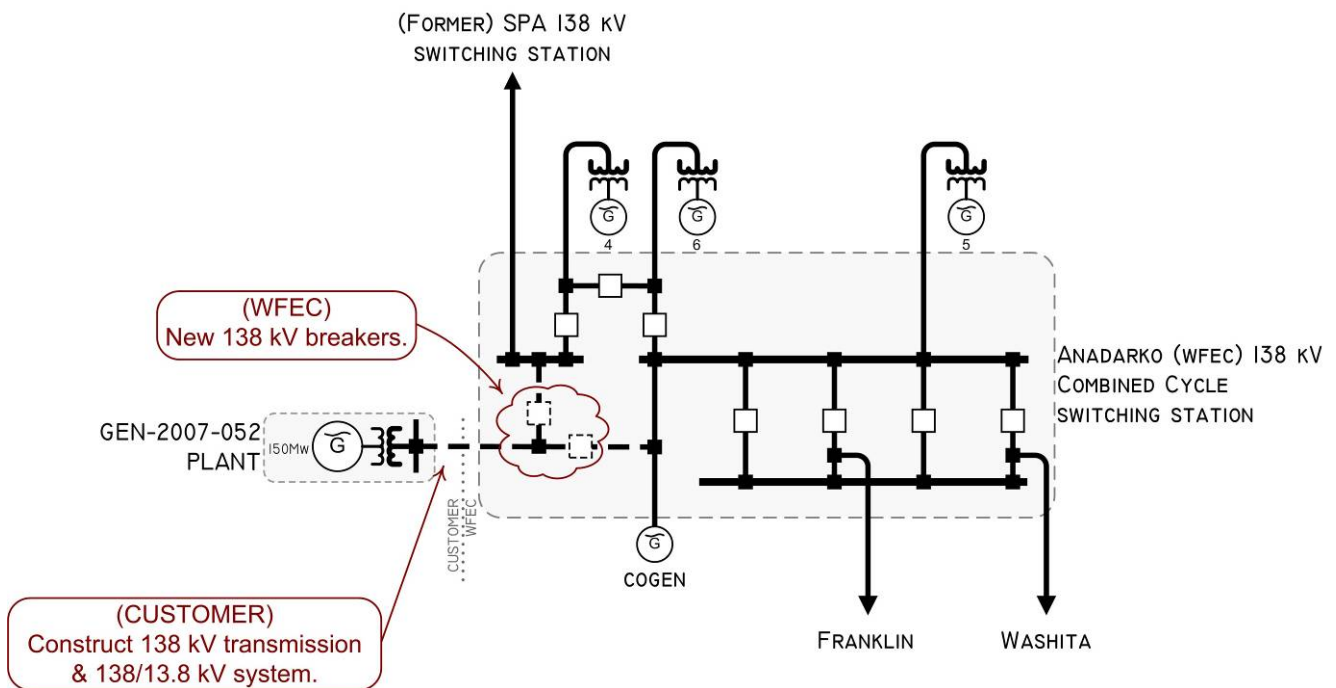 (FORMER) SPA 138 KV
SWITCHING STATION
G
4
G
6
G
5
(WFEC)
New 138 kV breakers.
ANADARKO (WFEC) 138 KV
COMBINED CYCLE
SWITCHING STATION
GEN-2007-052
PLANT
150MW
G
CUSTOMER
WFEC
G
COGEN
(CUSTOMER)
Construct 138 kV transmission
& 138/13.8 kV system.
FRANKLIN
WASHITA